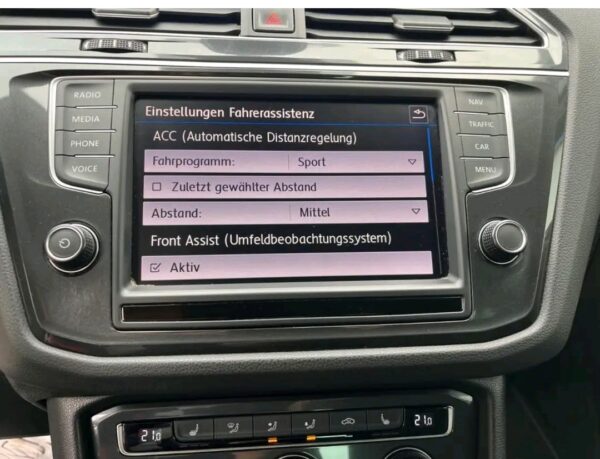 RADIO
MEDIA
PHONE
VOICE
Einstellungen Fahrerassistenz
ACC (Automatische Distanzregelung)
Fahrprogramm: Sport
Zuletzt gewählter Abstand
Abstand: Mittel
Front Assist (Umfeldbeobachtungssystem)
Aktiv
NAV
TRAFFIC
CAR
MENU
21.0
21.0